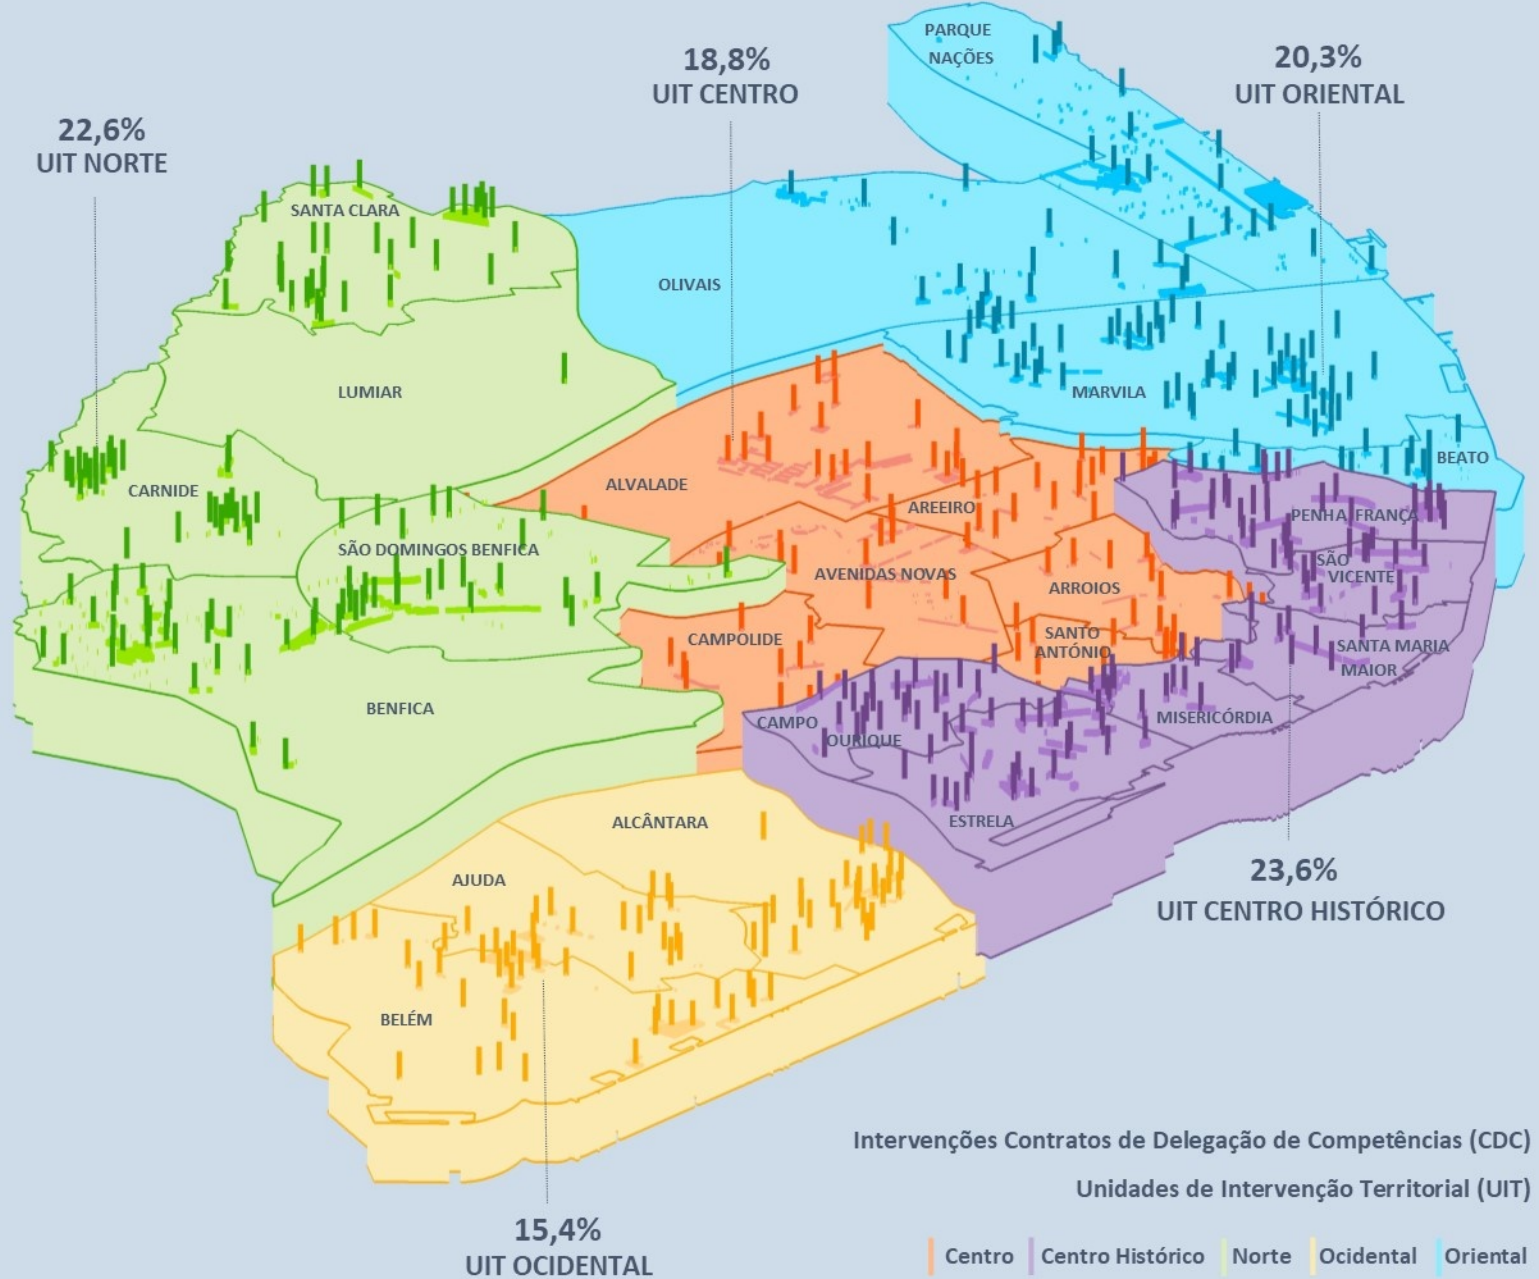 PARQUE
NAÇÕES
18,8%
UIT CENTRO
20,3%
UIT ORIENTAL
22,6%
UIT NORTE
SANTA CLARA
OLIVAIS
LUMIAR
MARVILA
BEATO
CARNIDE
ALVALADE
AREEIRO
PENHA FRANÇA
SÃO DOMINGOS BENFICA
AVENIDAS NOVAS
SÃO
VICENTE
ARROIOS
CAMPOLIDE
SANTO
ANTÓNIO
SANTA MARIA
MAIOR
BENFICA
CAMPO
OURIQUE
MISERICÓRDIA
ESTRELA
ALCÂNTARA
AJUDA
BELÉM
23,6%
UIT CENTRO HISTÓRICO
15,4%
UIT OCIDENTAL
Intervenções Contratos de Delegação de Competências (CDC)
Unidades de Intervenção Territorial (UIT)
Centro Centro Histórico Norte Ocidental Oriental